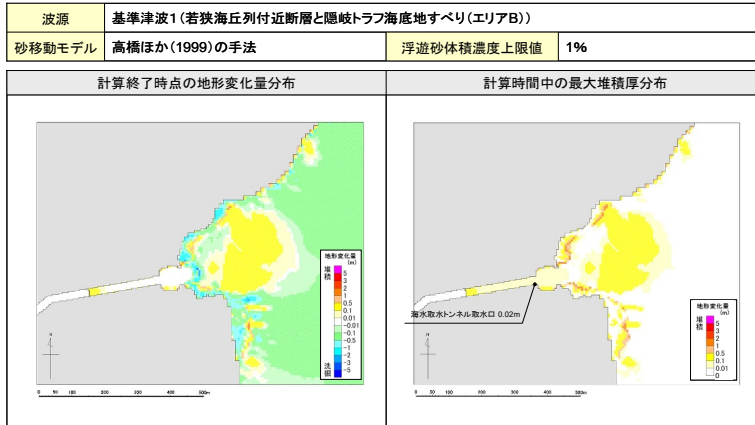 波源 基準津波1(若狭海丘列付近断層と隠岐トラフ海底地すべり(エリアB))
砂移動モデル 高橋ほか(1999)の手法 浮遊砂体積濃度上限値 1%
計算終了時点の地形変化量分布
地形変化量
(m)
堆積
5
3
2
1
0.5
0.1
0.01
-0.01
-0.1
-0.5
-1
-2
-3
-5
洗掘
N
0 50 100 200 300 400 500m
計算時間中の最大堆積厚分布
海水取水トンネル取水口 0.02m
地形変化量
(m)
堆積
5
3
2
1
0.5
0.1
0.01
0
N
0 50 100 200 300 400 500m